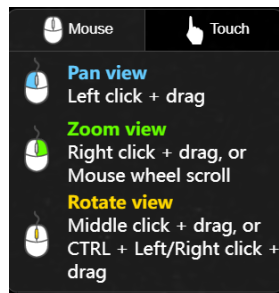 Mouse
Touch
Pan view
Left click + drag
Zoom view
Right click + drag, or
Mouse wheel scroll
Rotate view
Middle click + drag, or
CTRL + Left/Right click +
drag